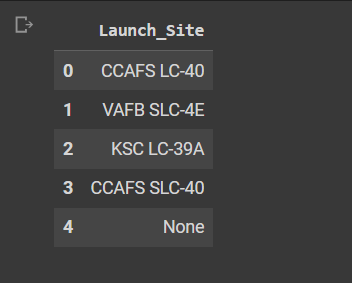 Launch_Site
0 CCAFS LC-40
1 VAFB SLC-4E
2 KSC LC-39A
3 CCAFS SLC-40
4 None